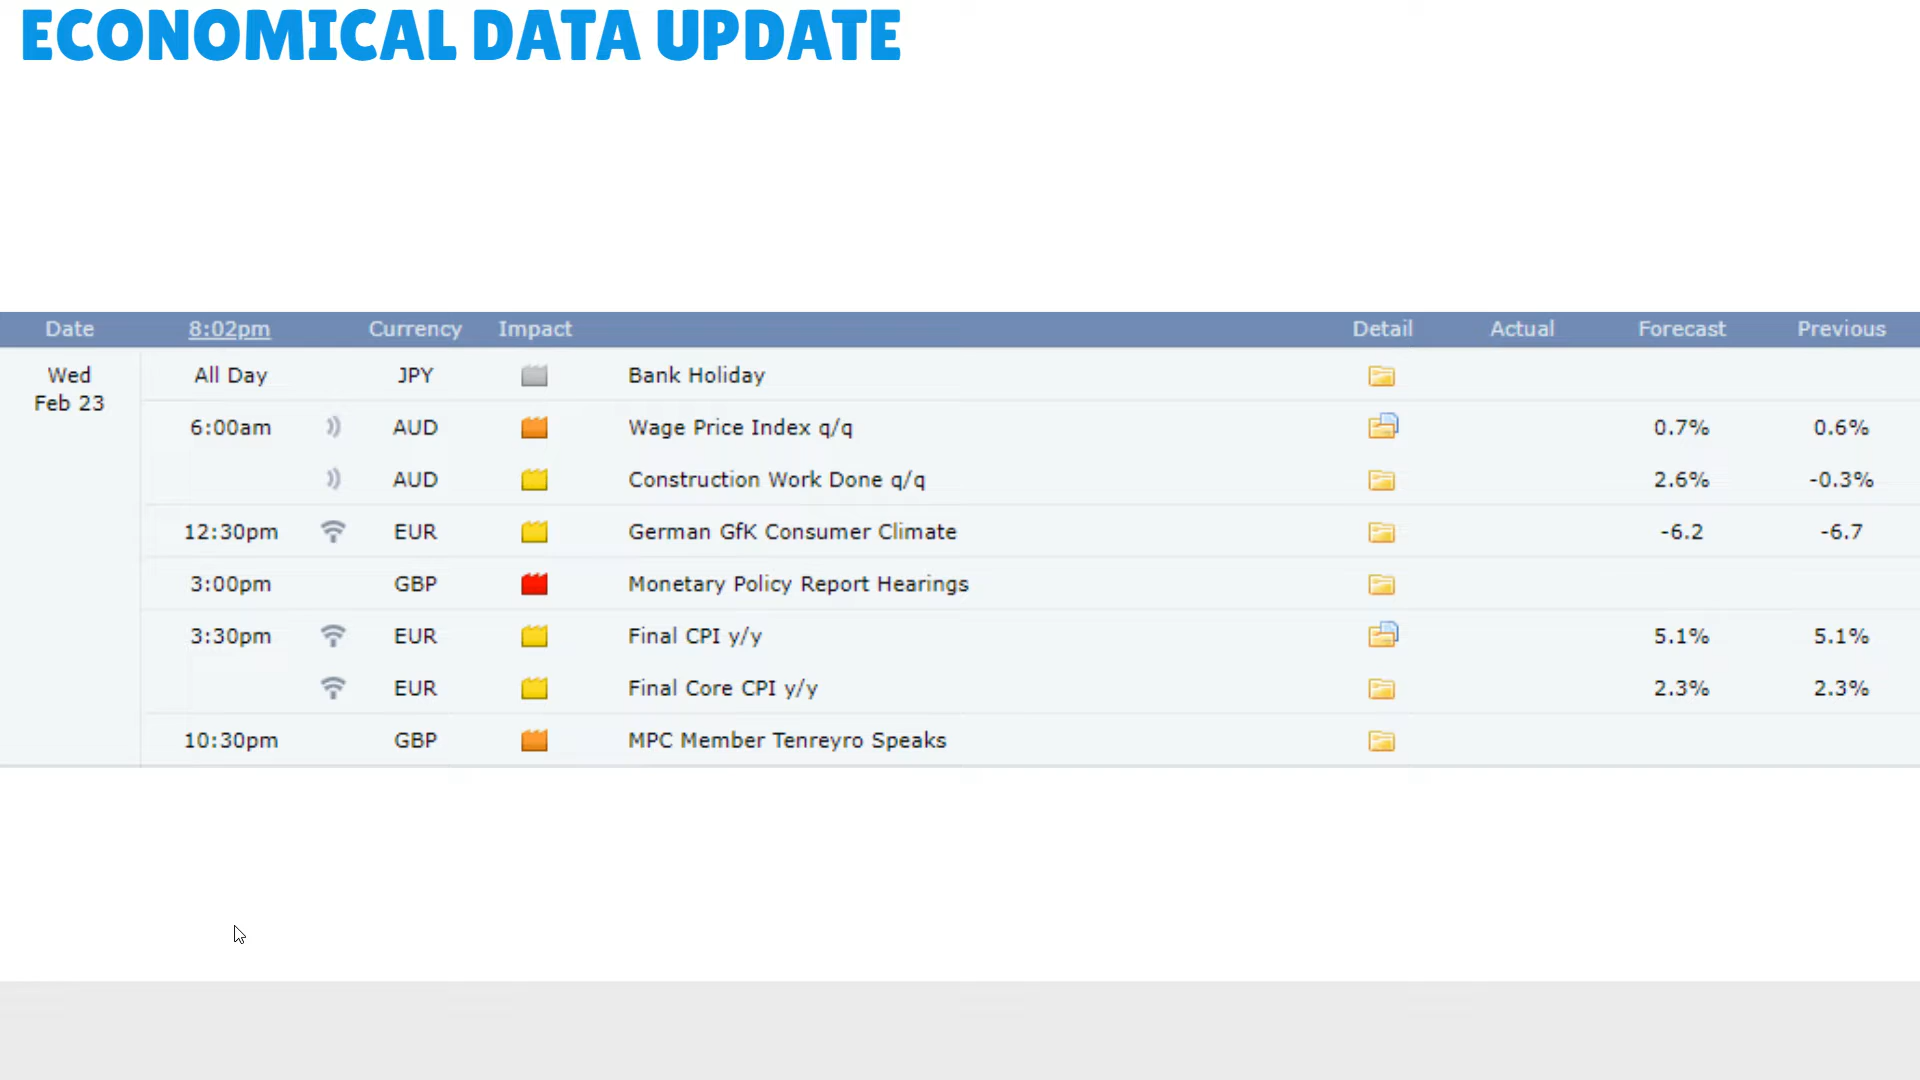 ECONOMICAL DATA UPDATE
Date 8:02pm Currency Impact Detail Actual Forecast Previous
Wed All Day JPY Bank Holiday
Feb 23
6:00am AUD Wage Price Index q/q 0.7% 0.6%
AUD Construction Work Done q/q 2.6% -0.3%
12:30pm EUR German GfK Consumer Climate -6.2 -6.7
3:00pm GBP Monetary Policy Report Hearings
3:30pm EUR Final CPI y/y 5.1% 5.1%
EUR Final Core CPI y/y 2.3% 2.3%
10:30pm GBP MPC Member Tenreyro Speaks